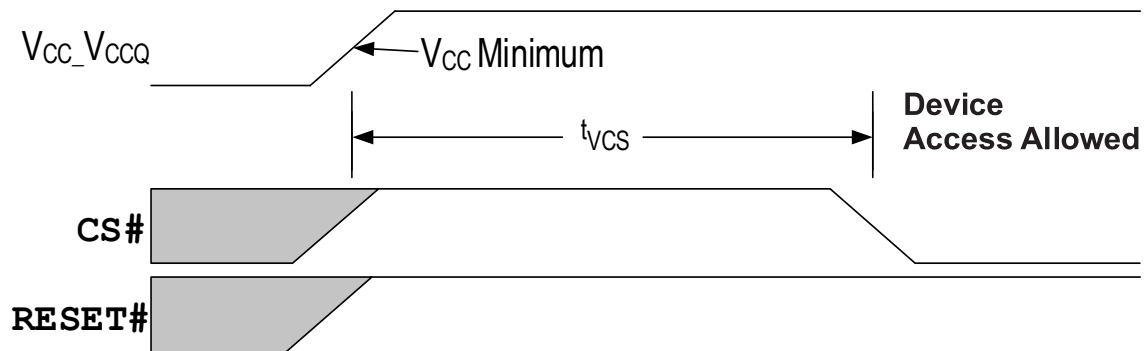 VCC_VCCQ
VCC Minimum
tVCS
Device
Access Allowed
CS#
RESET#